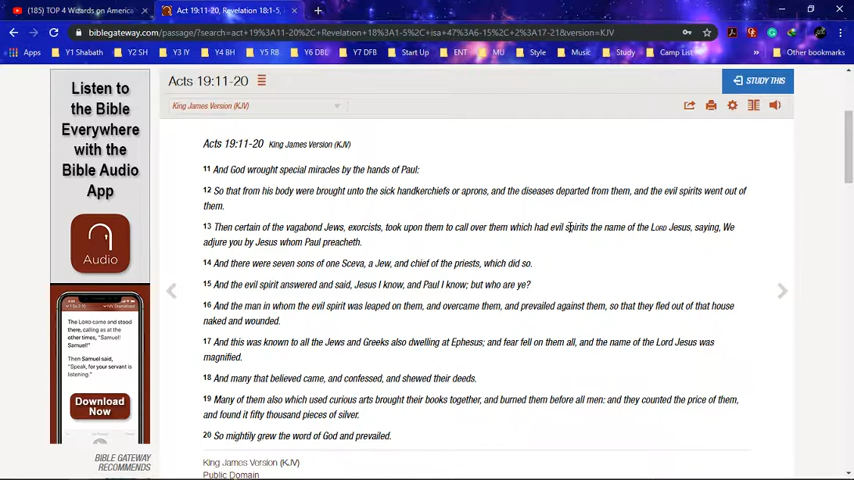 (185) TOP 4 Wizards on America
Act 19:11-20, Revelation 18:1-5,
biblegateway.com/passage/?search=act+19%3A11-20%2C+Revelation+18%3A1-5%2C+isa+47%3A6-15%2C+2%3A17-21&version=KJV
Apps Y1 Shabath Y2 SH Y3 IY Y4 BH Y5 RB Y6 DBL Y7 DFB Start Up ENT MU Style Music Study Camp List Other bookmarks
Listen to
the Bible
Everywhere
with the
Bible Audio
App
Audio
The LORD came and stood
there, calling as at the
other times, "Samuel!
Samuel!"
Then Samuel said,
"Speak, for your servant is
listening."
Download
Now
BIBLE GATEWAY
RECOMMENDS
Acts 19:11-20
STUDY THIS
King James Version (KJV)
Acts 19:11-20 King James Version (KJV)
11 And God wrought special miracles by the hands of Paul:
12 So that from his body were brought unto the sick handkerchiefs or aprons, and the diseases departed from them, and the evil spirits went out of
them.
13 Then certain of the vagabond Jews, exorcists, took upon them to call over them which had evil spirits the name of the LORD Jesus, saying, We
adjure you by Jesus whom Paul preacheth.
14 And there were seven sons of one Sceva, a Jew, and chief of the priests, which did so.
15 And the evil spirit answered and said, Jesus I know, and Paul I know; but who are ye?
16 And the man in whom the evil spirit was leaped on them, and overcame them, and prevailed against them, so that they fled out of that house
naked and wounded.
17 And this was known to all the Jews and Greeks also dwelling at Ephesus; and fear fell on them all, and the name of the Lord Jesus was
magnified.
18 And many that believed came, and confessed, and shewed their deeds.
19 Many of them also which used curious arts brought their books together, and burned them before all men: and they counted the price of them,
and found it fifty thousand pieces of silver.
20 So mightily grew the word of God and prevailed.
King James Version (KJV)
Public Domain